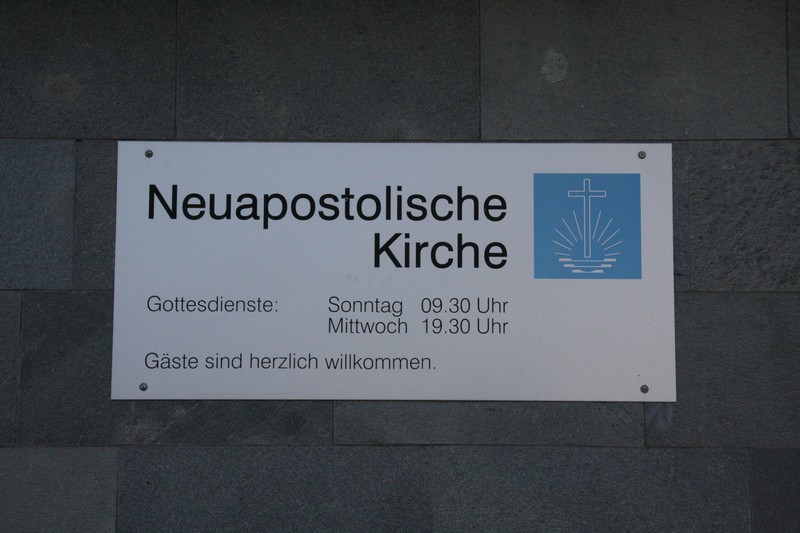 Neuapostolische
Kirche
Gottesdienste: Sonntag 09.30 Uhr
Mittwoch 19.30 Uhr
Gäste sind herzlich willkommen.